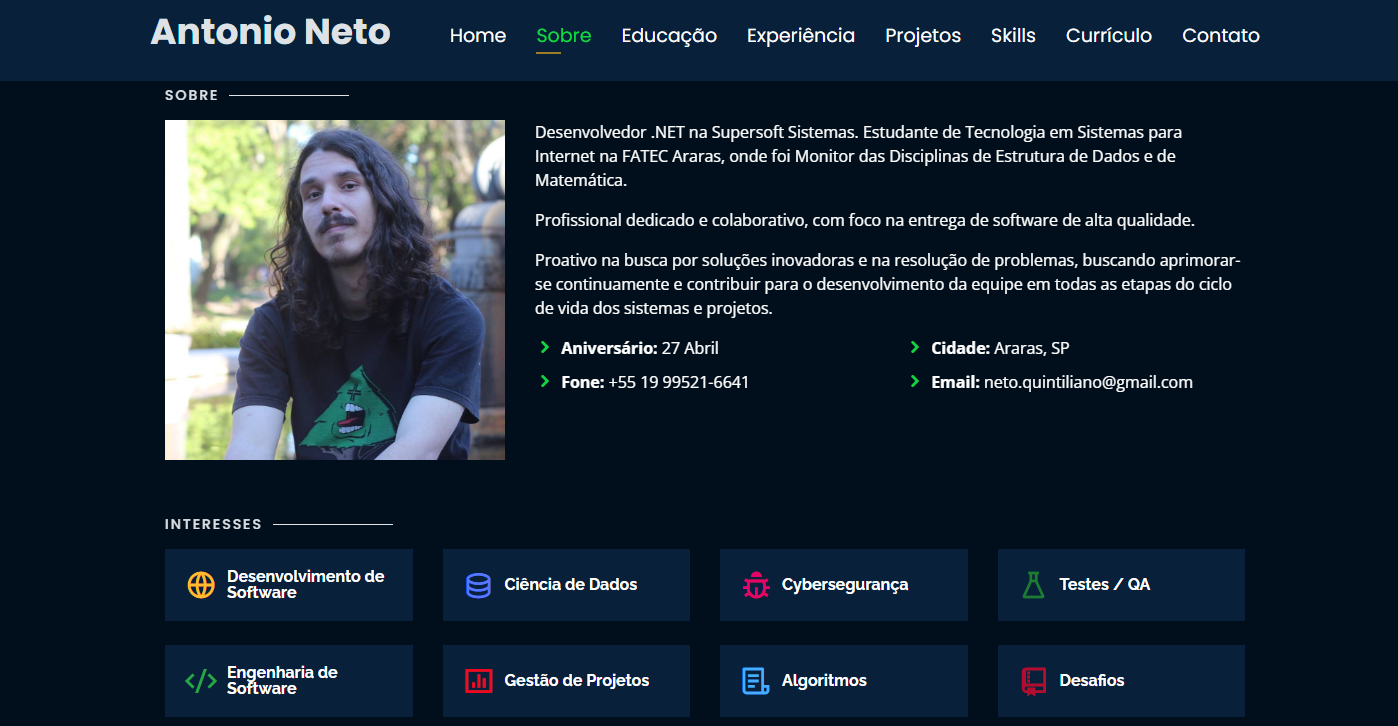 Antonio Neto
Home Sobre Educação Experiência Projetos Skills Currículo Contato
SOBRE
Desenvolvedor .NET na Supersoft Sistemas. Estudante de Tecnologia em Sistemas para
Internet na FATEC Araras, onde foi Monitor das Disciplinas de Estrutura de Dados e de
Matemática.
Profissional dedicado e colaborativo, com foco na entrega de software de alta qualidade.
Proativo na busca por soluções inovadoras e na resolução de problemas, buscando aprimorar-
se continuamente e contribuir para o desenvolvimento da equipe em todas as etapas do ciclo
de vida dos sistemas e projetos.
Aniversário: 27 Abril
Cidade: Araras, SP
Fone: +55 19 99521-6641
Email: neto.quintiliano@gmail.com
INTERESSES
Desenvolvimento de
Software
Ciência de Dados
Cybersegurança
Testes / QA
Engenharia de
Software
Gestão de Projetos
Algoritmos
Desafios